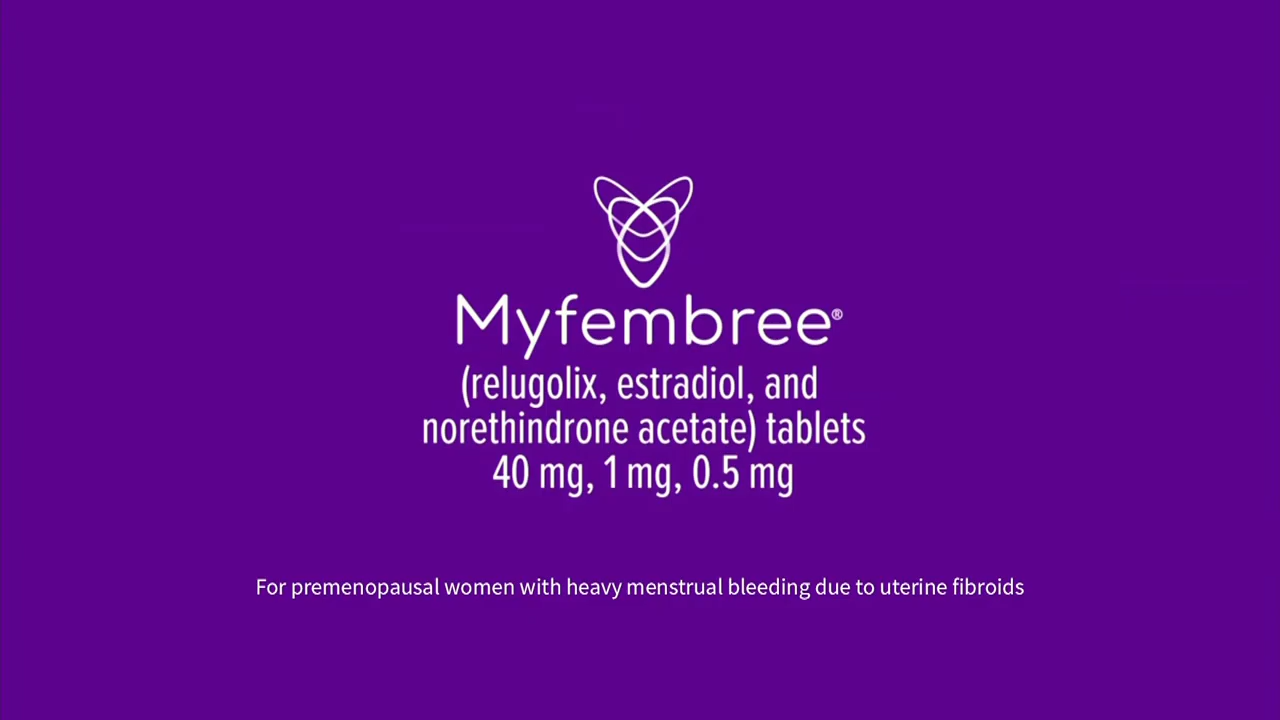 Myfembree®
(relugolix, estradiol, and
norethindrone acetate) tablets
40 mg, 1 mg, 0.5 mg
For premenopausal women with heavy menstrual bleeding due to uterine fibroids